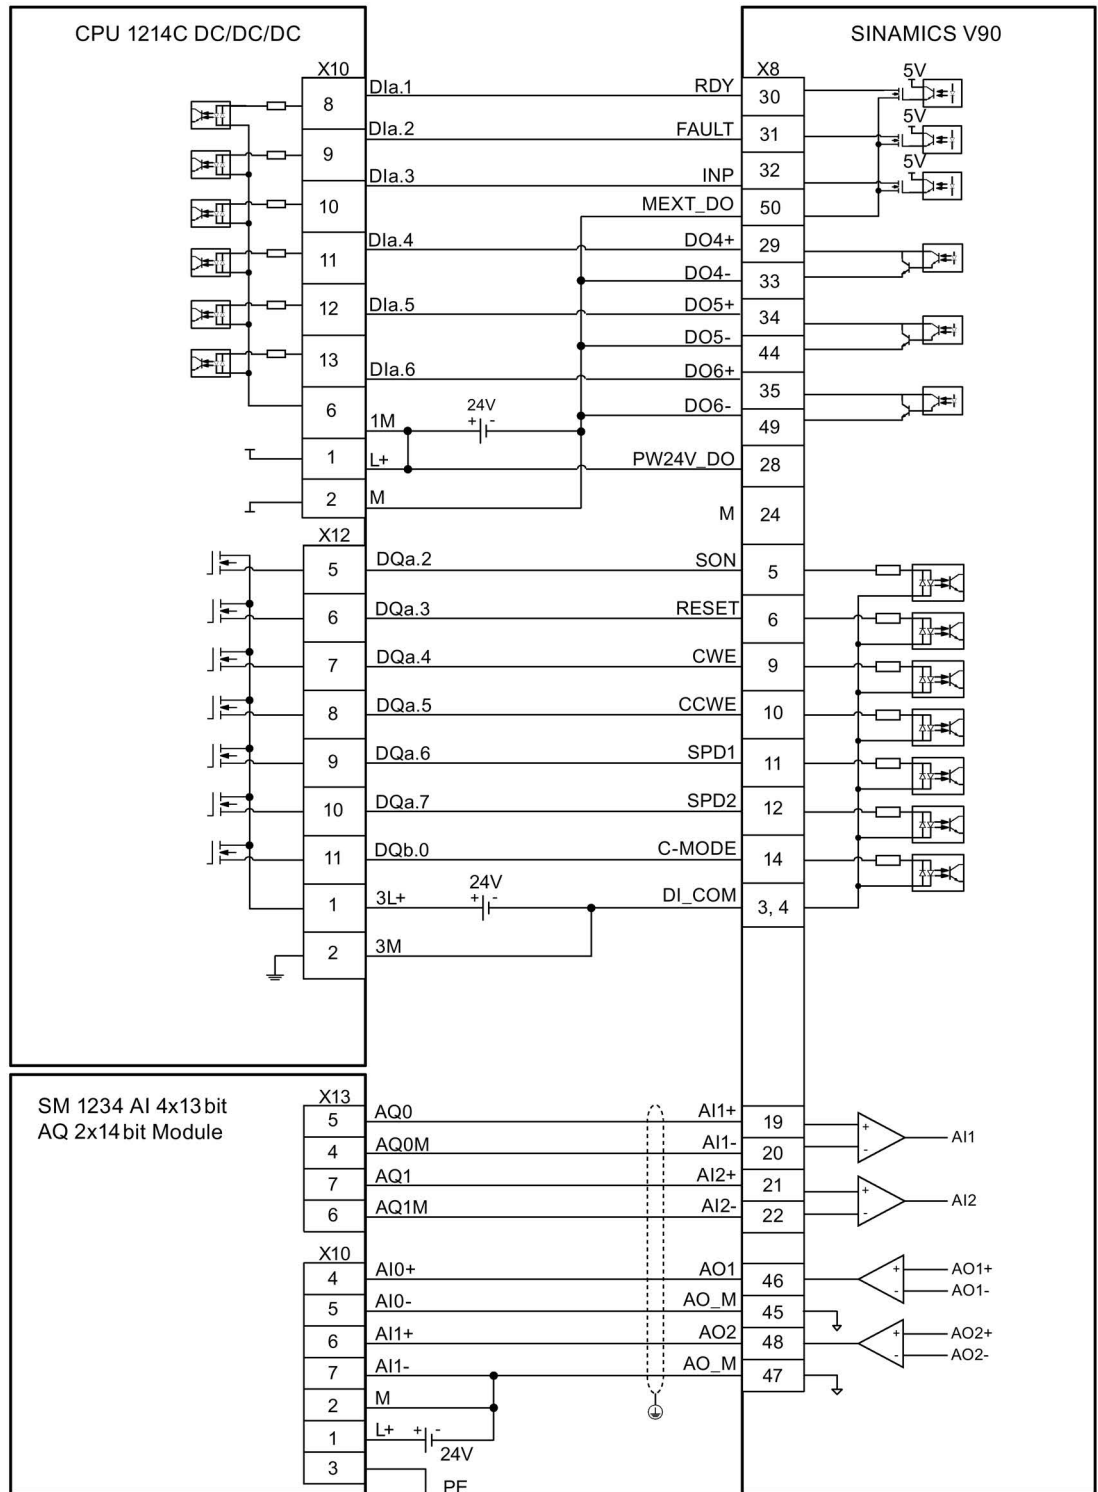 CPU 1214C DC/DC/DC
SINAMICS V90
X10
X8
5V
8 DIa.1 RDY 30
5V
9 DIa.2 FAULT 31
5V
10 DIa.3 INP 32
MEXT_DO 50
11 DIa.4 DO4+ 29
DO4- 33
12 DIa.5 DO5+ 34
DO5- 44
13 DIa.6 DO6+ 35
24V
+ -
6 1M DO6- 49
1 L+ PW24V_DO 28
2 M M 24
X12
5 DQa.2 SON 5
6 DQa.3 RESET 6
7 DQa.4 CWE 9
8 DQa.5 CCWE 10
9 DQa.6 SPD1 11
10 DQa.7 SPD2 12
11 DQb.0 C-MODE 14
24V
1 3L+ + - DI_COM 3, 4
2 3M
SM 1234 AI 4x13bit
AQ 2x14bit Module
X13
5 AQ0 AI1+ 19 +
AI1
4 AQ0M AI1- 20 -
7 AQ1 AI2+ 21 +
AI2
6 AQ1M AI2- 22 -
X10
4 AI0+ AO1 46 + AO1+
- AO1-
5 AI0- AO_M 45
6 AI1+ AO2 48 + AO2+
- AO2-
7 AI1- AO_M 47
2 M
1 L+ + -
24V
3 PE